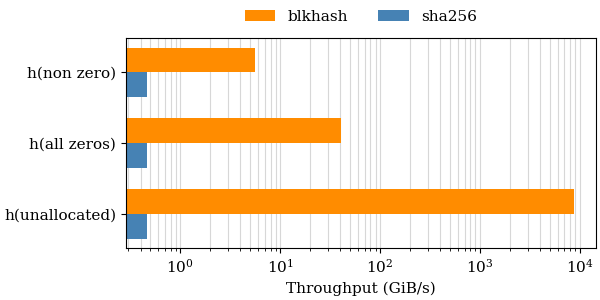 blkhash sha256
h(non zero)
h(all zeros)
h(unallocated)
10⁰ 10¹ 10² 10³ 10⁴
Throughput (GiB/s)